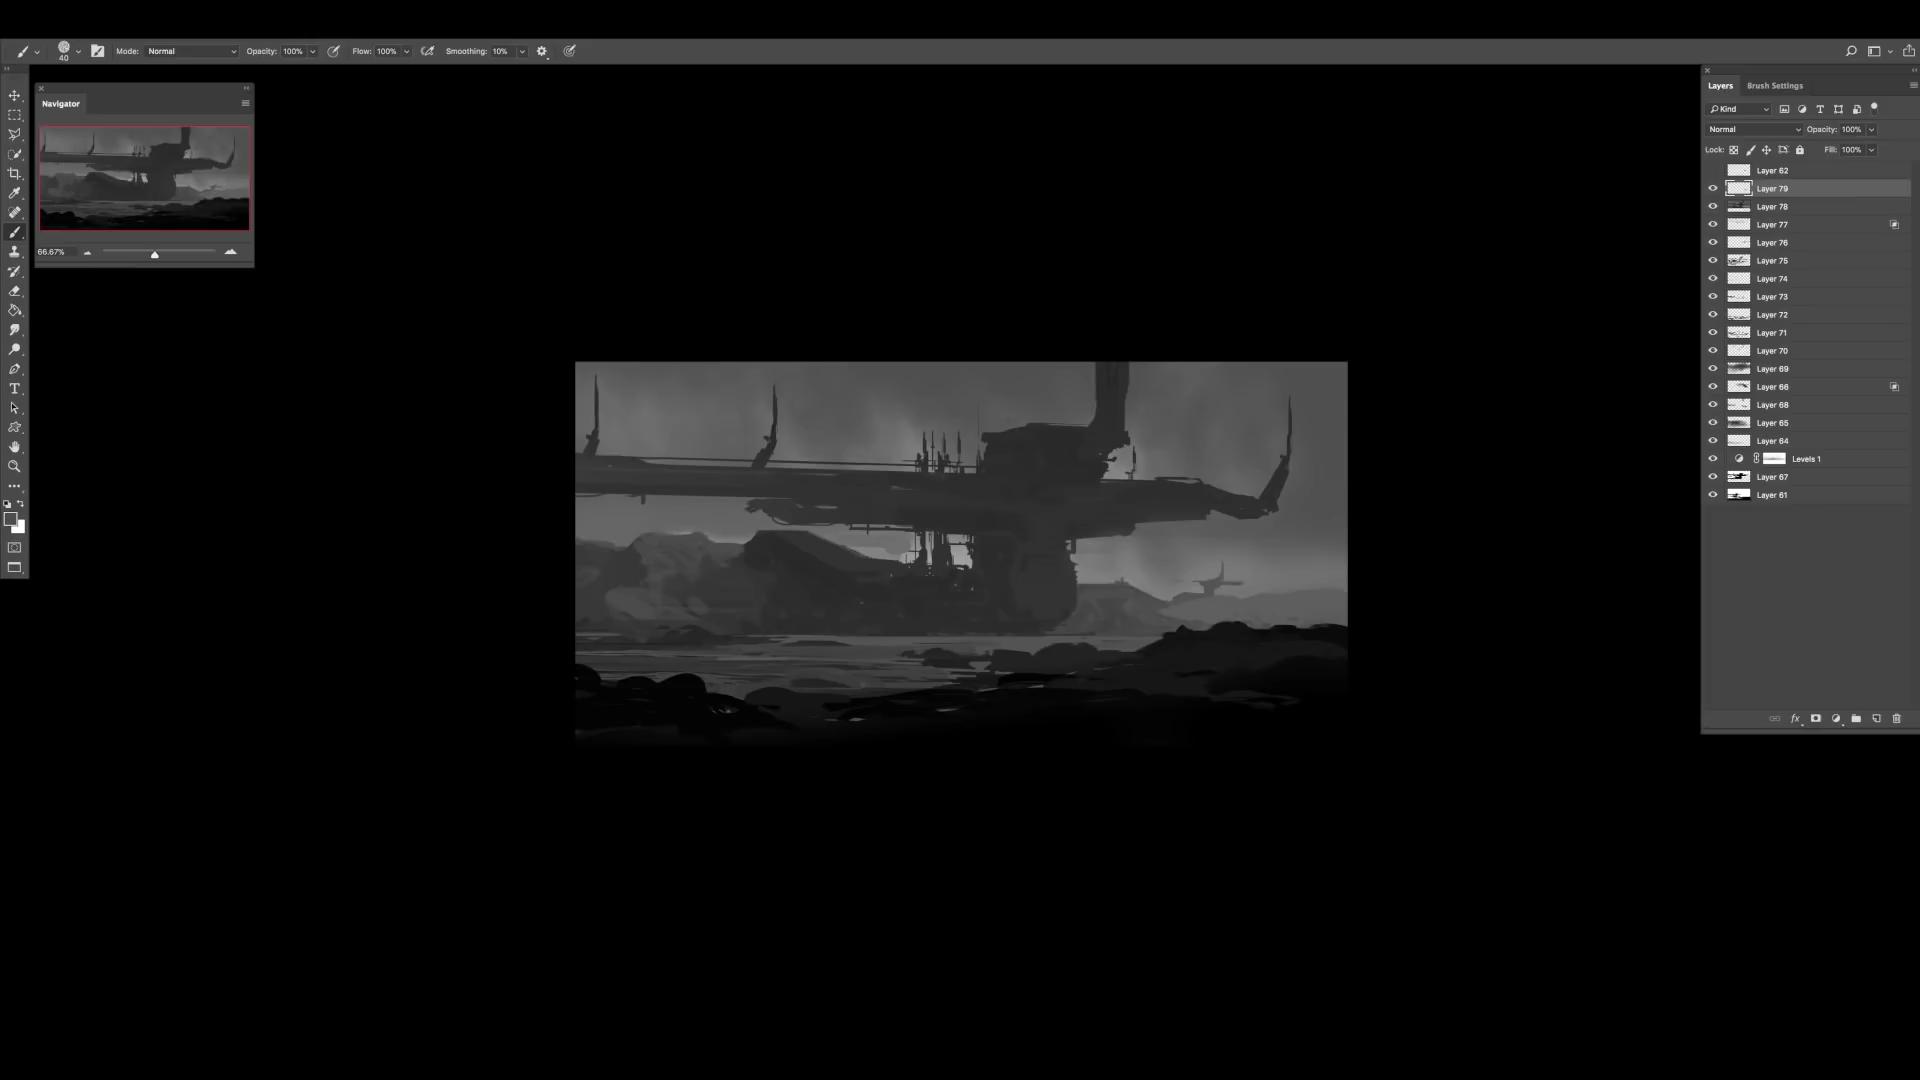 Mode: Normal Opacity: 100% Flow: 100% Smoothing: 10%
40
Navigator
66.67%
Layers Brush Settings
Kind
Normal Opacity: 100%
Lock: Fill: 100%
Layer 62
Layer 79
Layer 78
Layer 77
Layer 76
Layer 75
Layer 74
Layer 73
Layer 72
Layer 71
Layer 70
Layer 69
Layer 66
Layer 68
Layer 65
Layer 64
Levels 1
Layer 67
Layer 61
fx